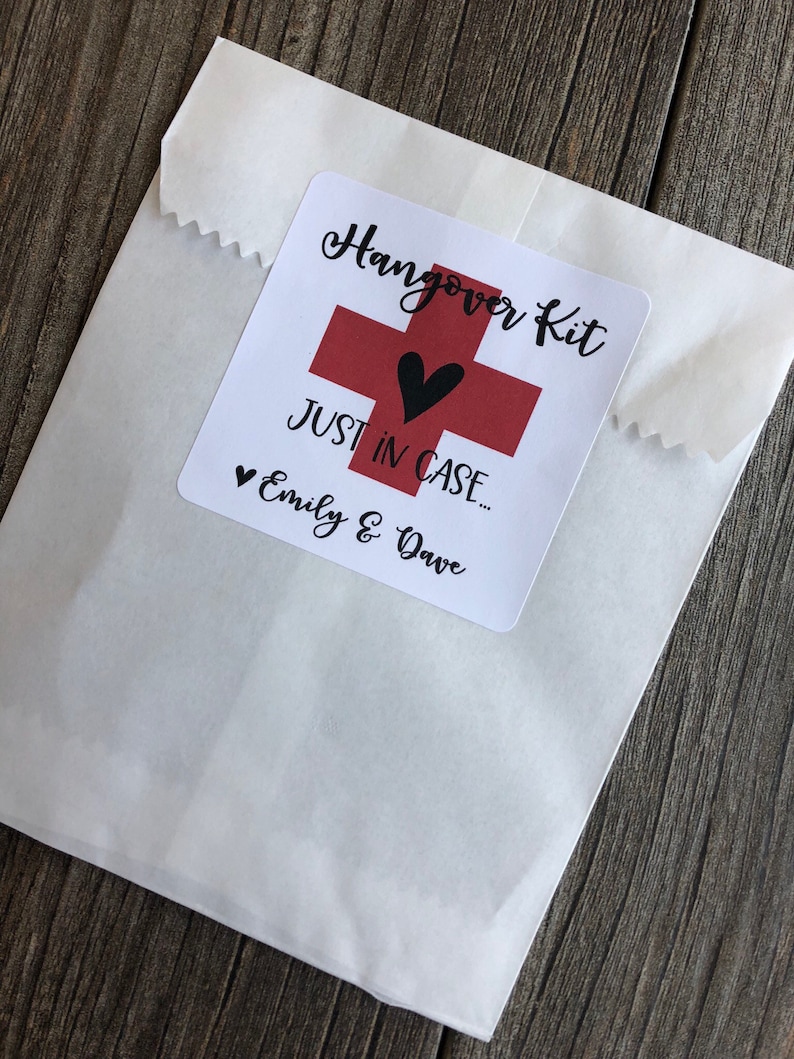 Hangover Kit
JUST iN CASE...
♥ Emily & Dave